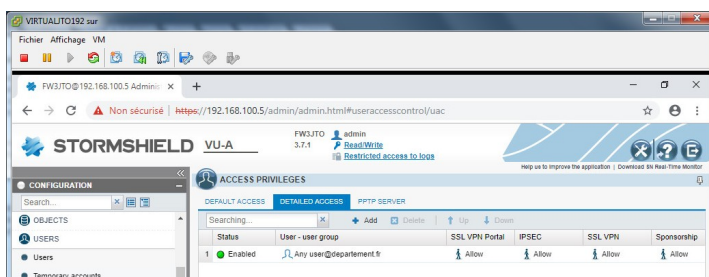 VIRTUALJTO192 sur
Fichier Affichage VM
FW3JTO@192.168.100.5 Adminis
Non sécurisé | https://192.168.100.5/admin/admin.html#useraccesscontrol/uac
STORMSHIELD VU-A
FW3JTO admin
3.7.1 Read/Write
Restricted access to logs
Help us to improve the application | Download SN Real-Time Monitor
CONFIGURATION
ACCESS PRIVILEGES
Search...
DEFAULT ACCESS DETAILED ACCESS PPTP SERVER
OBJECTS
Searching... Add Delete Up Down
USERS
Status User - user group SSL VPN Portal IPSEC SSL VPN Sponsorship
Users
1 Enabled Any user@departement.fr Allow Allow Allow Allow
Temporary accounts